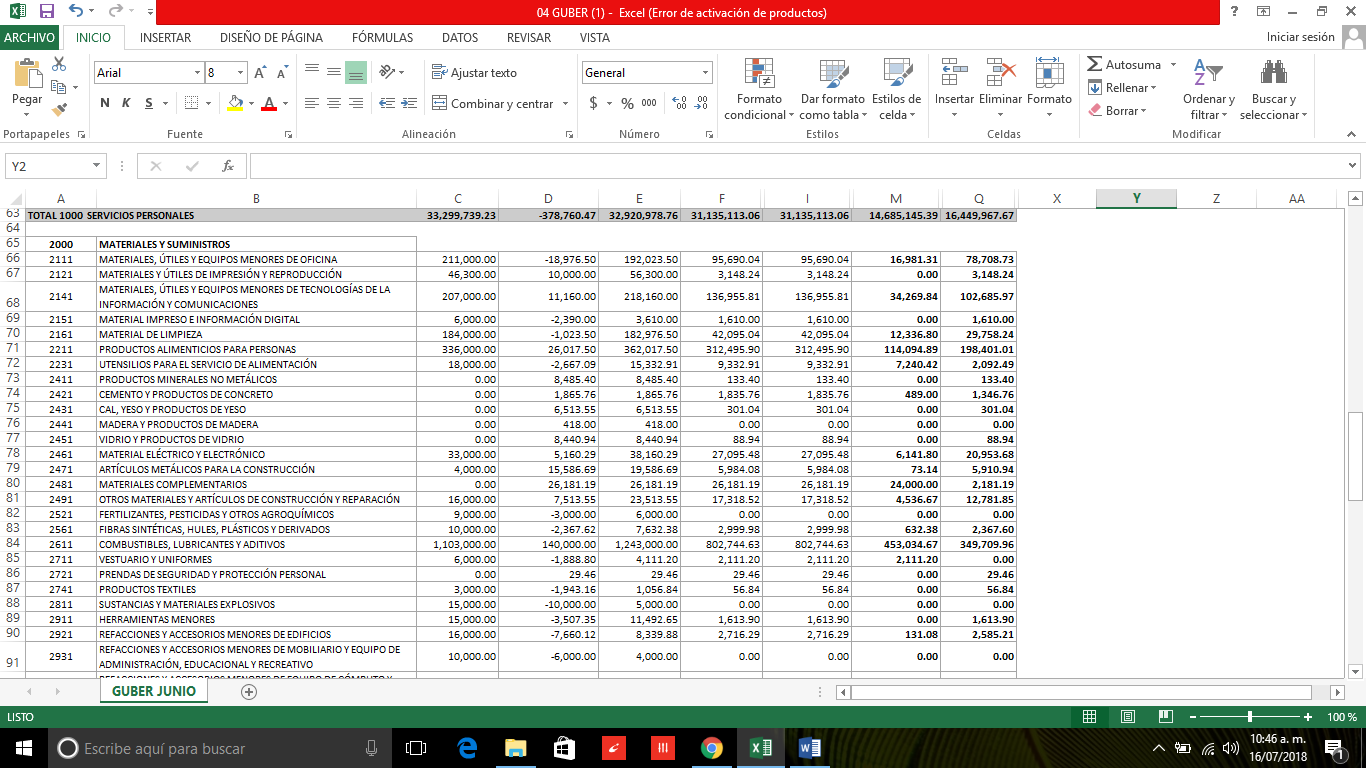 04 GUBER (1) - Excel (Error de activación de productos)
ARCHIVO INICIO INSERTAR DISEÑO DE PÁGINA FÓRMULAS DATOS REVISAR VISTA Iniciar sesión
Pegar Arial 8 Ajustar texto General Formato condicional Dar formato como tabla Estilos de celda Insertar Eliminar Formato Autosuma Rellenar Borrar Ordenar y filtrar Buscar y seleccionar
N K S Combinar y centrar $ % 000
Portapapeles Fuente Alineación Número Estilos Celdas Modificar
Y2 fx
A B C D E F I M Q X Y Z AA
63 TOTAL 1000 SERVICIOS PERSONALES 33,299,739.23 -378,760.47 32,920,978.76 31,135,113.06 31,135,113.06 14,685,145.39 16,449,967.67
64
65 2000 MATERIALES Y SUMINISTROS
66 2111 MATERIALES, ÚTILES Y EQUIPOS MENORES DE OFICINA 211,000.00 -18,976.50 192,023.50 95,690.04 95,690.04 16,981.31 78,708.73
67 2121 MATERIALES Y ÚTILES DE IMPRESIÓN Y REPRODUCCIÓN 46,300.00 10,000.00 56,300.00 3,148.24 3,148.24 0.00 3,148.24
68 2141 MATERIALES, ÚTILES Y EQUIPOS MENORES DE TECNOLOGÍAS DE LA
INFORMACIÓN Y COMUNICACIONES 207,000.00 11,160.00 218,160.00 136,955.81 136,955.81 34,269.84 102,685.97
69 2151 MATERIAL IMPRESO E INFORMACIÓN DIGITAL 6,000.00 -2,390.00 3,610.00 1,610.00 1,610.00 0.00 1,610.00
70 2161 MATERIAL DE LIMPIEZA 184,000.00 -1,023.50 182,976.50 42,095.04 42,095.04 12,336.80 29,758.24
71 2211 PRODUCTOS ALIMENTICIOS PARA PERSONAS 336,000.00 26,017.50 362,017.50 312,495.90 312,495.90 114,094.89 198,401.01
72 2231 UTENSILIOS PARA EL SERVICIO DE ALIMENTACIÓN 18,000.00 -2,667.09 15,332.91 9,332.91 9,332.91 7,240.42 2,092.49
73 2411 PRODUCTOS MINERALES NO METÁLICOS 0.00 8,485.40 8,485.40 133.40 133.40 0.00 133.40
74 2421 CEMENTO Y PRODUCTOS DE CONCRETO 0.00 1,865.76 1,865.76 1,835.76 1,835.76 489.00 1,346.76
75 2431 CAL, YESO Y PRODUCTOS DE YESO 0.00 6,513.55 6,513.55 301.04 301.04 0.00 301.04
76 2441 MADERA Y PRODUCTOS DE MADERA 0.00 418.00 418.00 0.00 0.00 0.00 0.00
77 2451 VIDRIO Y PRODUCTOS DE VIDRIO 0.00 8,440.94 8,440.94 88.94 88.94 0.00 88.94
78 2461 MATERIAL ELÉCTRICO Y ELECTRÓNICO 33,000.00 5,160.29 38,160.29 27,095.48 27,095.48 6,141.80 20,953.68
79 2471 ARTÍCULOS METÁLICOS PARA LA CONSTRUCCIÓN 4,000.00 15,586.69 19,586.69 5,984.08 5,984.08 73.14 5,910.94
80 2481 MATERIALES COMPLEMENTARIOS 0.00 26,181.19 26,181.19 26,181.19 26,181.19 24,000.00 2,181.19
81 2491 OTROS MATERIALES Y ARTÍCULOS DE CONSTRUCCIÓN Y REPARACIÓN 16,000.00 7,513.55 23,513.55 17,318.52 17,318.52 4,536.67 12,781.85
82 2521 FERTILIZANTES, PESTICIDAS Y OTROS AGROQUÍMICOS 9,000.00 -3,000.00 6,000.00 0.00 0.00 0.00 0.00
83 2561 FIBRAS SINTÉTICAS, HULES, PLÁSTICOS Y DERIVADOS 10,000.00 -2,367.62 7,632.38 2,999.98 2,999.98 632.38 2,367.60
84 2611 COMBUSTIBLES, LUBRICANTES Y ADITIVOS 1,103,000.00 140,000.00 1,243,000.00 802,744.63 802,744.63 453,034.67 349,709.96
85 2711 VESTUARIO Y UNIFORMES 6,000.00 -1,888.80 4,111.20 2,111.20 2,111.20 2,111.20 0.00
86 2721 PRENDAS DE SEGURIDAD Y PROTECCIÓN PERSONAL 0.00 29.46 29.46 29.46 29.46 0.00 29.46
87 2741 PRODUCTOS TEXTILES 3,000.00 -1,943.16 1,056.84 56.84 56.84 0.00 56.84
88 2811 SUSTANCIAS Y MATERIALES EXPLOSIVOS 15,000.00 -10,000.00 5,000.00 0.00 0.00 0.00 0.00
89 2911 HERRAMIENTAS MENORES 15,000.00 -3,507.35 11,492.65 1,613.90 1,613.90 0.00 1,613.90
90 2921 REFACCIONES Y ACCESORIOS MENORES DE EDIFICIOS 16,000.00 -7,660.12 8,339.88 2,716.29 2,716.29 131.08 2,585.21
91 2931 REFACCIONES Y ACCESORIOS MENORES DE MOBILIARIO Y EQUIPO DE
ADMINISTRACIÓN, EDUCACIONAL Y RECREATIVO 10,000.00 -6,000.00 4,000.00 0.00 0.00 0.00 0.00
GUBER JUNIO
LISTO 100 %
Escribe aquí para buscar 10:46 a. m.
16/07/2018